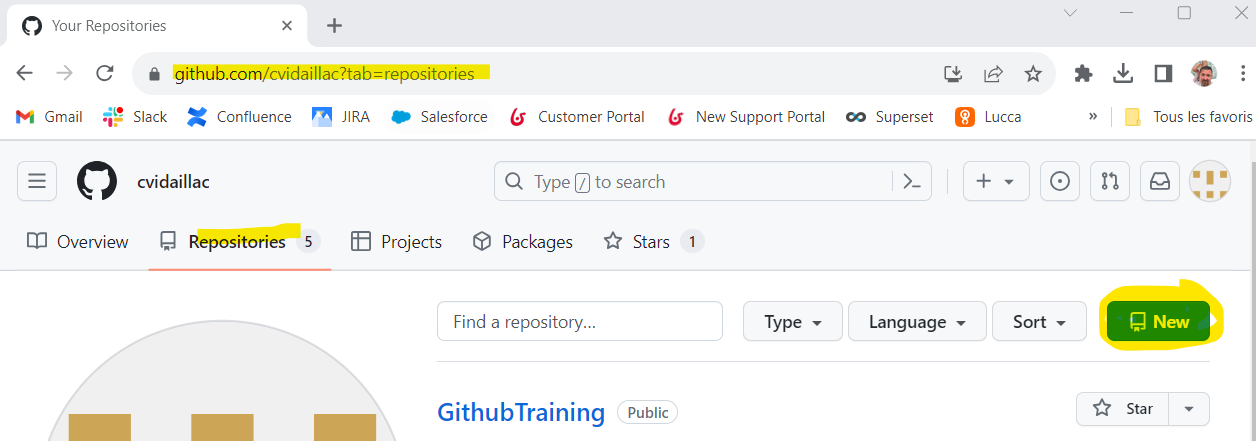 Your Repositories
github.com/cvidaillac?tab=repositories
Gmail Slack Confluence JIRA Salesforce Customer Portal New Support Portal Superset Lucca » Tous les favoris
cvidaillac Type / to search
Overview Repositories 5 Projects Packages Stars 1
Find a repository... Type Language Sort New
GithubTraining Public Star